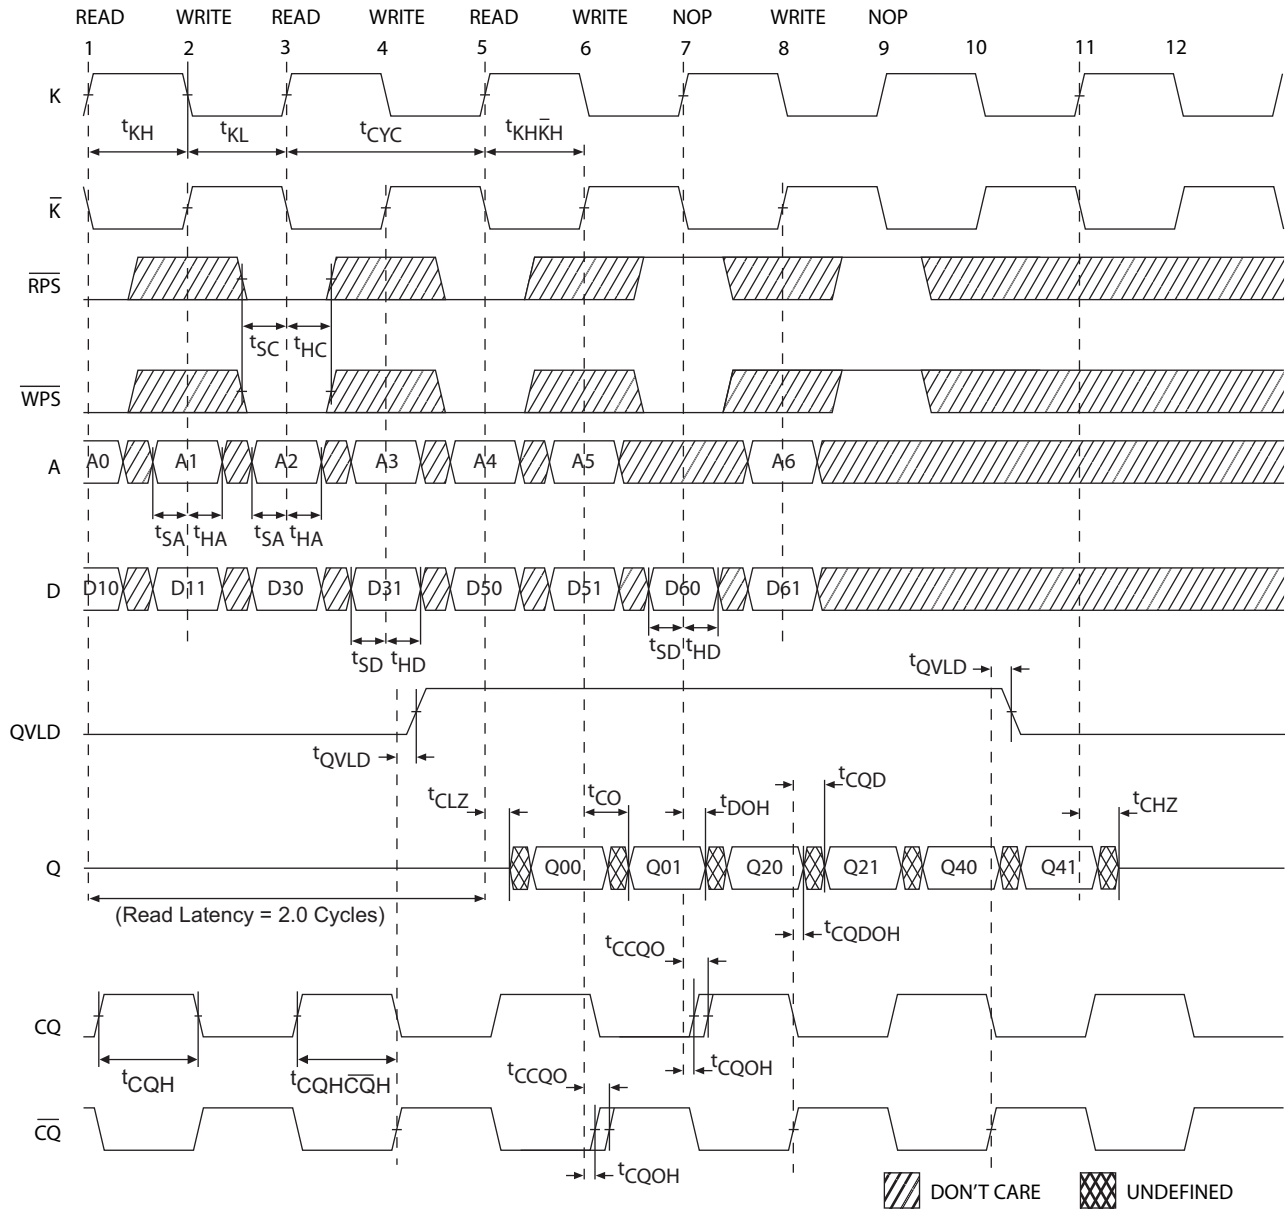 READ WRITE READ WRITE READ WRITE NOP WRITE NOP
1 2 3 4 5 6 7 8 9 10 11 12
K
tKH tKL tCYC tKHK̅H
K̅
R̅P̅S̅
tSC tHC
W̅P̅S̅
A A0 A1 A2 A3 A4 A5 A6
tSA tHA tSA tHA
D D10 D11 D30 D31 D50 D51 D60 D61
tSD tHD tSD tHD
tQVLD
QVLD
tQVLD
tCLZ tCO tDOH tCQD tCHZ
Q Q00 Q01 Q20 Q21 Q40 Q41
(Read Latency = 2.0 Cycles)
tCQDOH
tCCQO
CQ
tCQOH
tCQH tCQHC̅Q̅H
tCCQO
C̅Q̅
tCQOH
DON'T CARE UNDEFINED